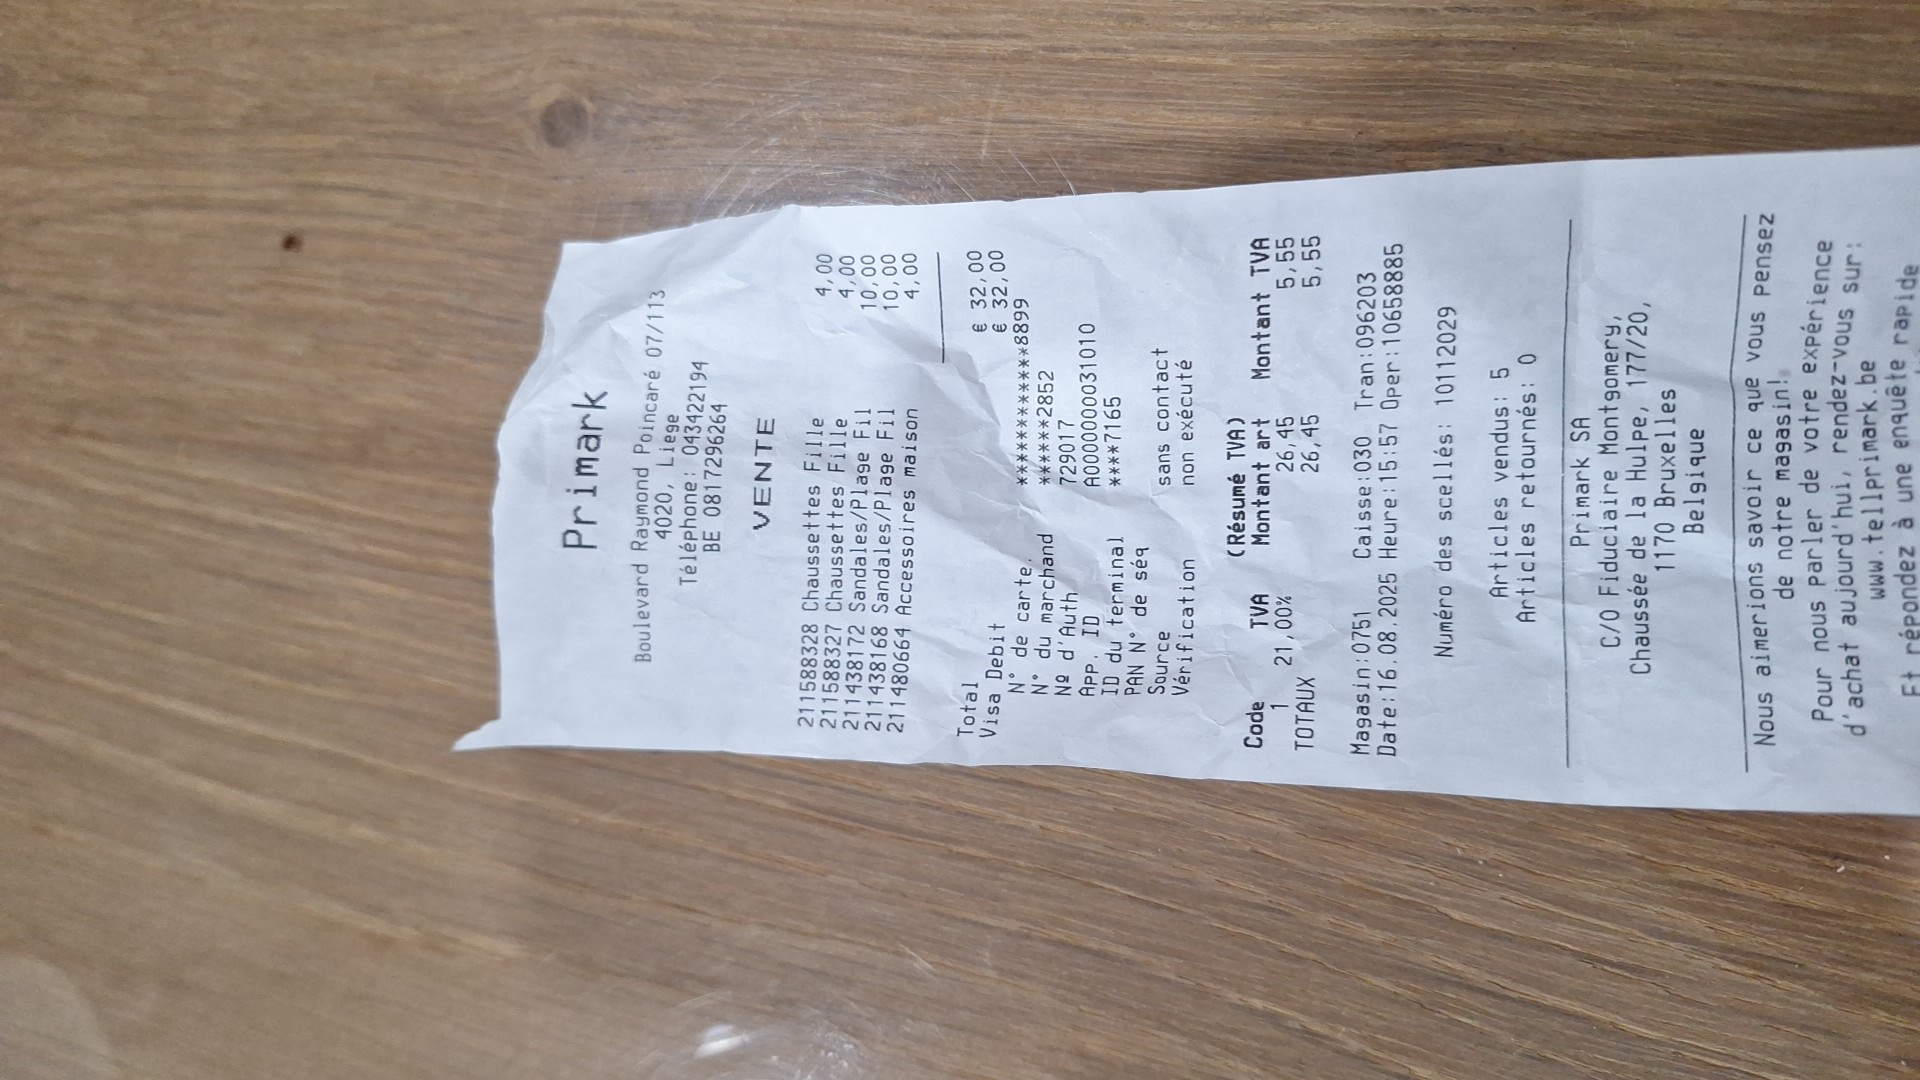 Primark
Boulevard Raymond Poincaré 07/113
4020, Liege
Téléphone: 043422194
BE 0817296264
VENTE
211588328 Chaussettes Fille 4,00
211588327 Chaussettes Fille 4,00
211438172 Sandales/Plage Fil 10,00
211438168 Sandales/Plage Fil 10,00
211480664 Accessoires maison 4,00
Total € 32,00
Visa Debit € 32,00
N° de carte. ************8899
N° du marchand ******2852
Nº d'Auth 729017
App. ID A0000000031010
ID du terminal ****7165
PAN N° de séq
Source sans contact
Vérification non exécuté
(Résumé TVA)
Code TVA Montant art Montant TVA
1 21,00% 26,45 5,55
TOTAUX 26,45 5,55
Magasin:0751 Caisse:030 Tran:096203
Date:16.08.2025 Heure:15:57 Oper:10658885
Numéro des scellés: 10112029
Articles vendus: 5
Articles retournés: 0
Primark SA
C/O Fiduciaire Montgomery,
Chaussée de la Hulpe, 177/20,
1170 Bruxelles
Belgique
Nous aimerions savoir ce que vous pensez
de notre magasin!
Pour nous parler de votre expérience
d'achat aujourd'hui, rendez-vous sur:
www.tellprimark.be
Et répondez à une enquête rapide